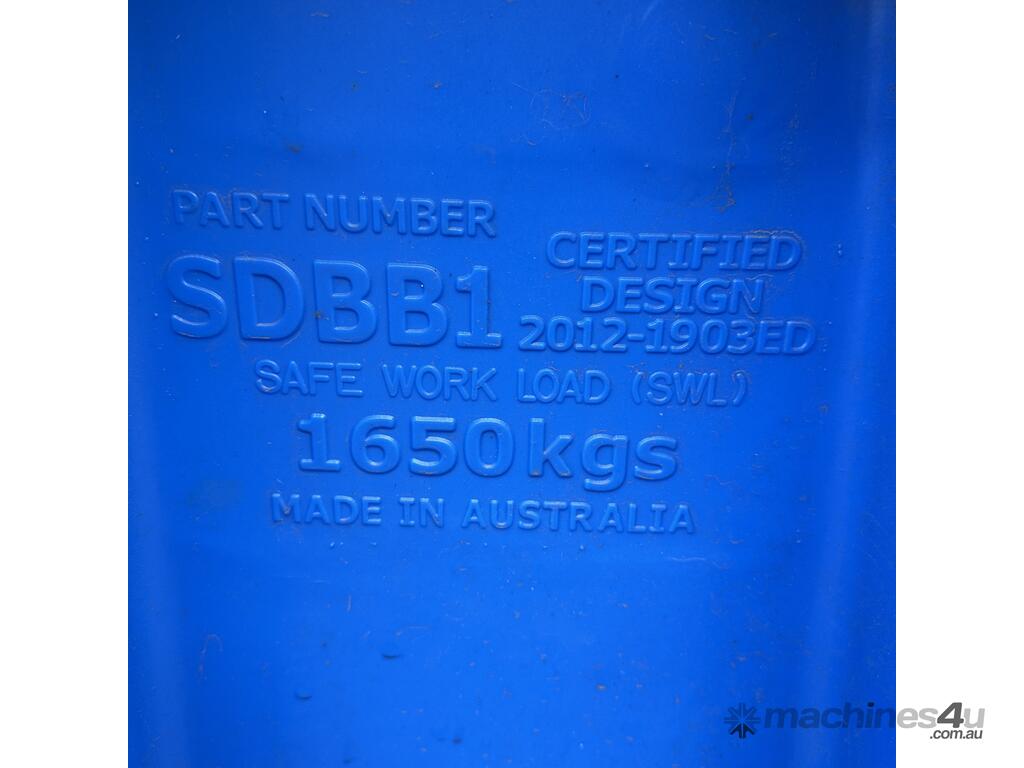 PART NUMBER
SDBB1
CERTIFIED
DESIGN
2012-1903ED
SAFE WORK LOAD (SWL)
1650kgs
MADE IN AUSTRALIA
machines4u
.com.au